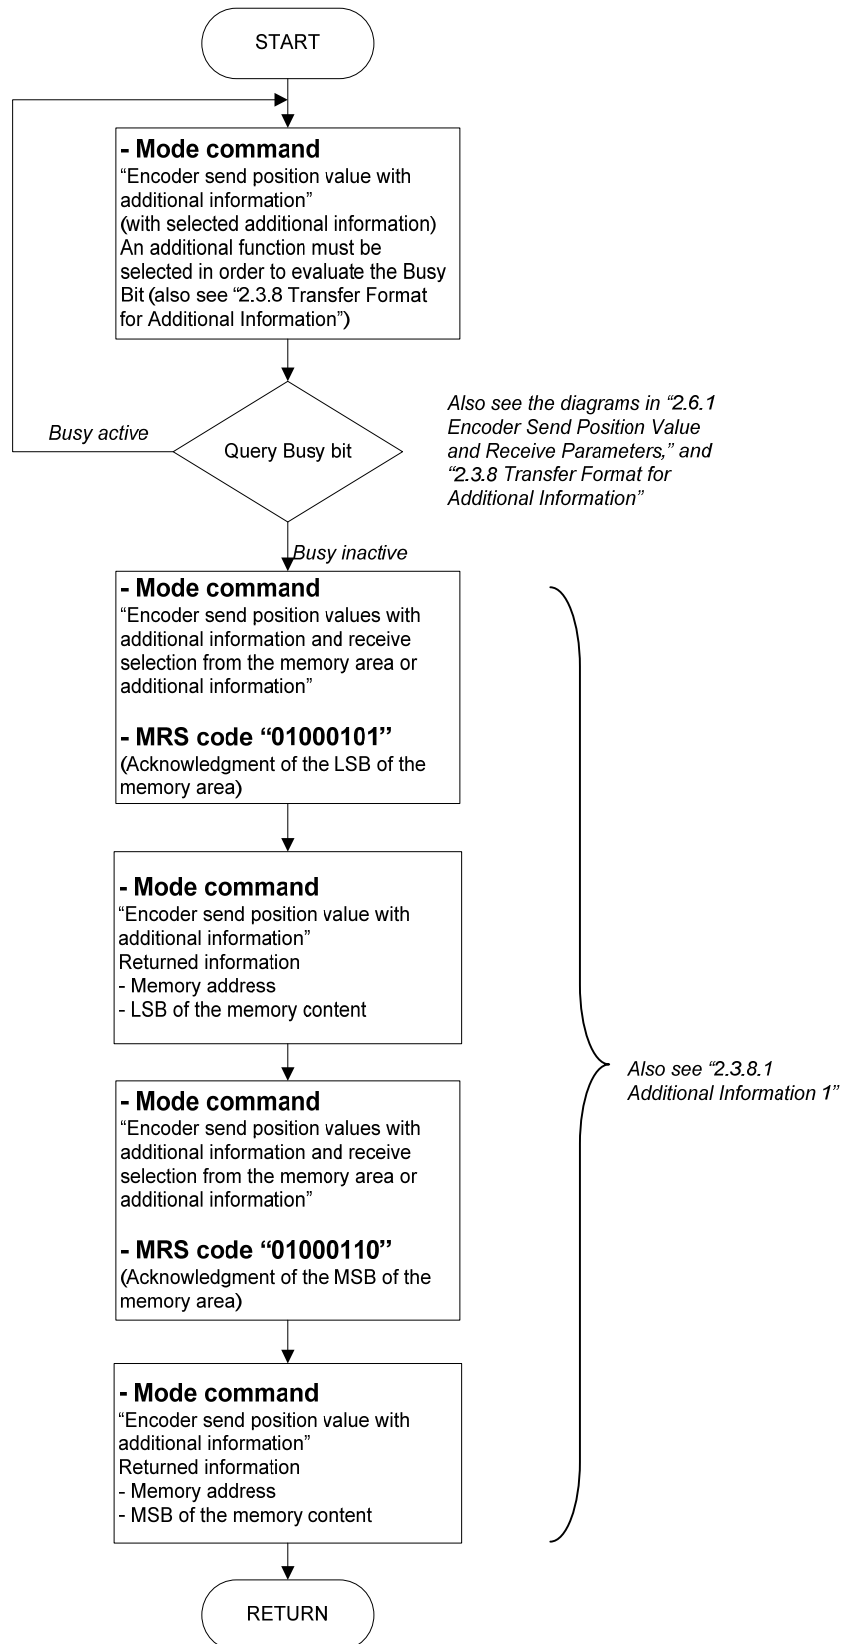 START
- Mode command
“Encoder send position value with
additional information”
(with selected additional information)
An additional function must be
selected in order to evaluate the Busy
Bit (also see “2.3.8 Transfer Format
for Additional Information”)
Busy active
Query Busy bit
Also see the diagrams in “2.6.1
Encoder Send Position Value
and Receive Parameters,” and
“2.3.8 Transfer Format for
Additional Information”
Busy inactive
- Mode command
“Encoder send position values with
additional information and receive
selection from the memory area or
additional information”
- MRS code “01000101”
(Acknowledgment of the LSB of the
memory area)
- Mode command
“Encoder send position value with
additional information”
Returned information
- Memory address
- LSB of the memory content
Also see “2.3.8.1
Additional Information 1”
- Mode command
“Encoder send position values with
additional information and receive
selection from the memory area or
additional information”
- MRS code “01000110”
(Acknowledgment of the MSB of the
memory area)
- Mode command
“Encoder send position value with
additional information”
Returned information
- Memory address
- MSB of the memory content
RETURN